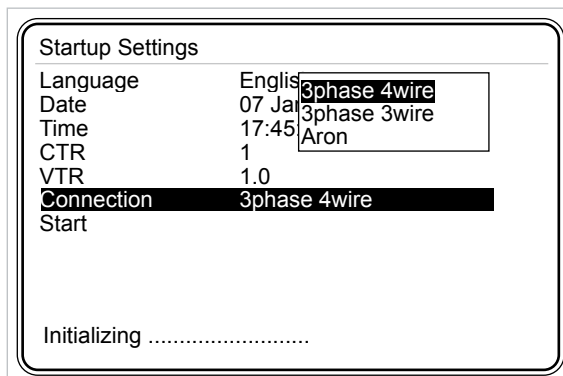 Startup Settings
Language Englis
Date 07 Ja
Time 17:45
CTR 1
VTR 1.0
Connection 3phase 4wire
Start
3phase 4wire
3phase 3wire
Aron
Initializing ..........................